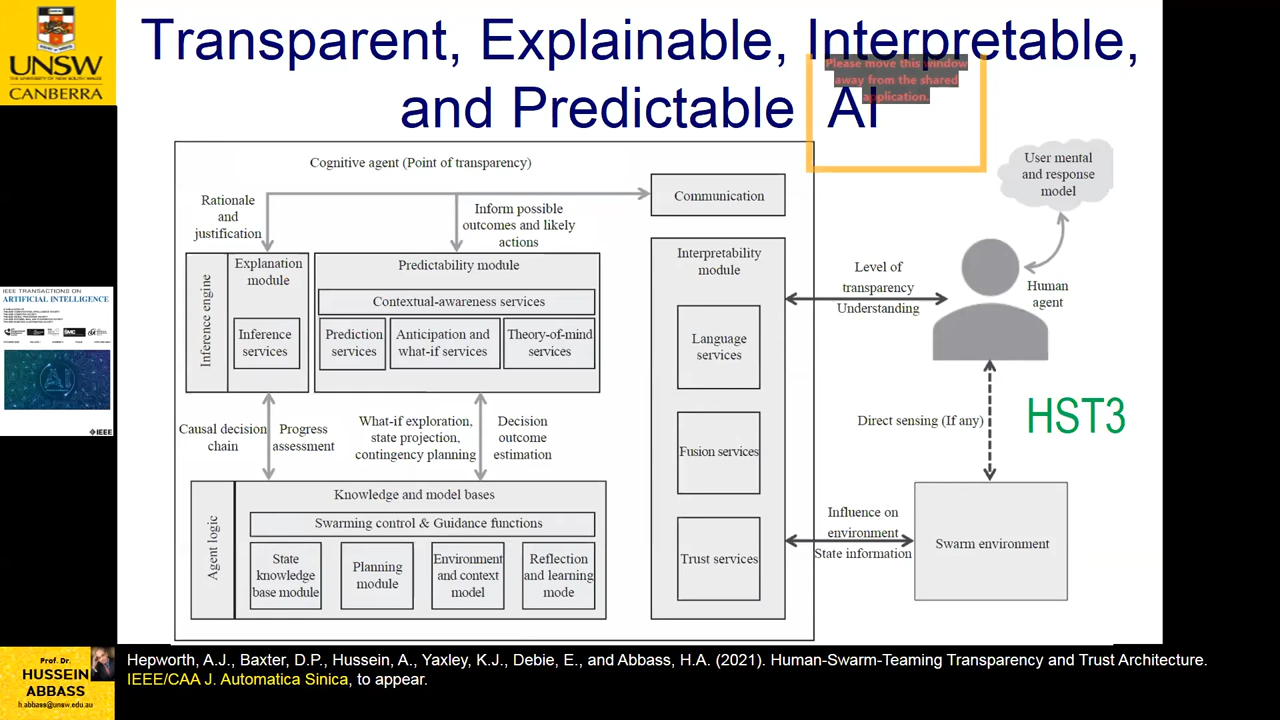 UNSW
CANBERRA
Transparent, Explainable, Interpretable,
and Predictable AI
Please move this window
away from the shared
application.
Cognitive agent (Point of transparency)
Rationale
and
justification
Inform possible
outcomes and likely
actions
Communication
Inference engine
Explanation
module
Inference
services
Predictability module
Contextual-awareness services
Prediction
services
Anticipation and
what-if services
Theory-of-mind
services
Interpretability
module
Language
services
Fusion services
Trust services
Causal decision
chain
Progress
assessment
What-if exploration,
state projection,
contingency planning
Decision
outcome
estimation
Agent logic
Knowledge and model bases
Swarming control & Guidance functions
State
knowledge
base module
Planning
module
Environment
and context
model
Reflection
and learning
mode
User mental
and response
model
Human
agent
Level of
transparency
Understanding
Direct sensing (If any)
HST3
Influence on
environment
State information
Swarm environment
IEEE TRANSACTIONS ON
ARTIFICIAL INTELLIGENCE
AI
IEEE
Prof. Dr.
HUSSEIN
ABBASS
h.abbass@unsw.edu.au
Hepworth, A.J., Baxter, D.P., Hussein, A., Yaxley, K.J., Debie, E., and Abbass, H.A. (2021). Human-Swarm-Teaming Transparency and Trust Architecture.
IEEE/CAA J. Automatica Sinica, to appear.